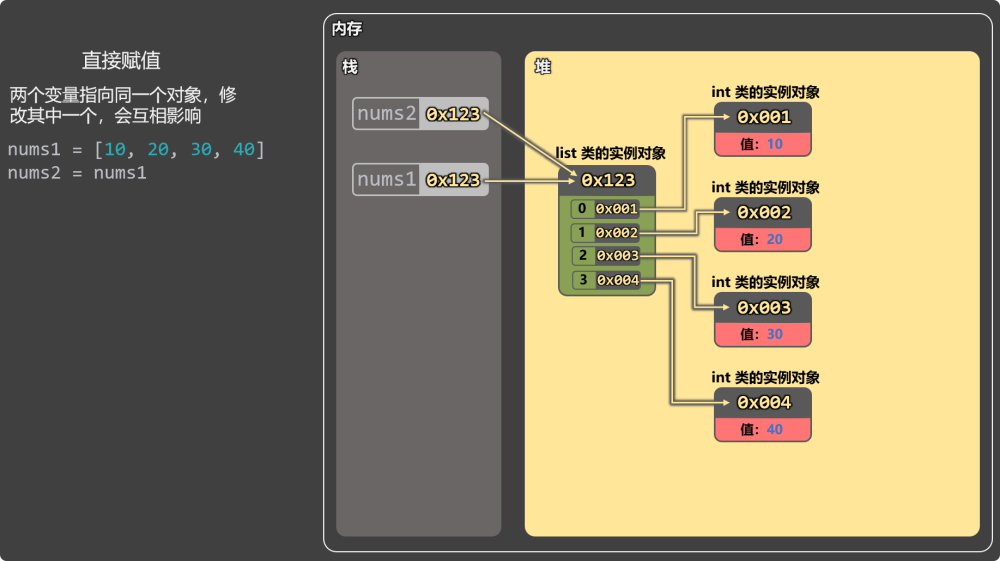 直接赋值
两个变量指向同一个对象，修
改其中一个，会互相影响
nums1 = [10, 20, 30, 40]
nums2 = nums1
内存
栈
nums2 0x123
nums1 0x123
堆
list 类的实例对象
0x123
0 0x001
1 0x002
2 0x003
3 0x004
int 类的实例对象
0x001
值：10
int 类的实例对象
0x002
值：20
int 类的实例对象
0x003
值：30
int 类的实例对象
0x004
值：40